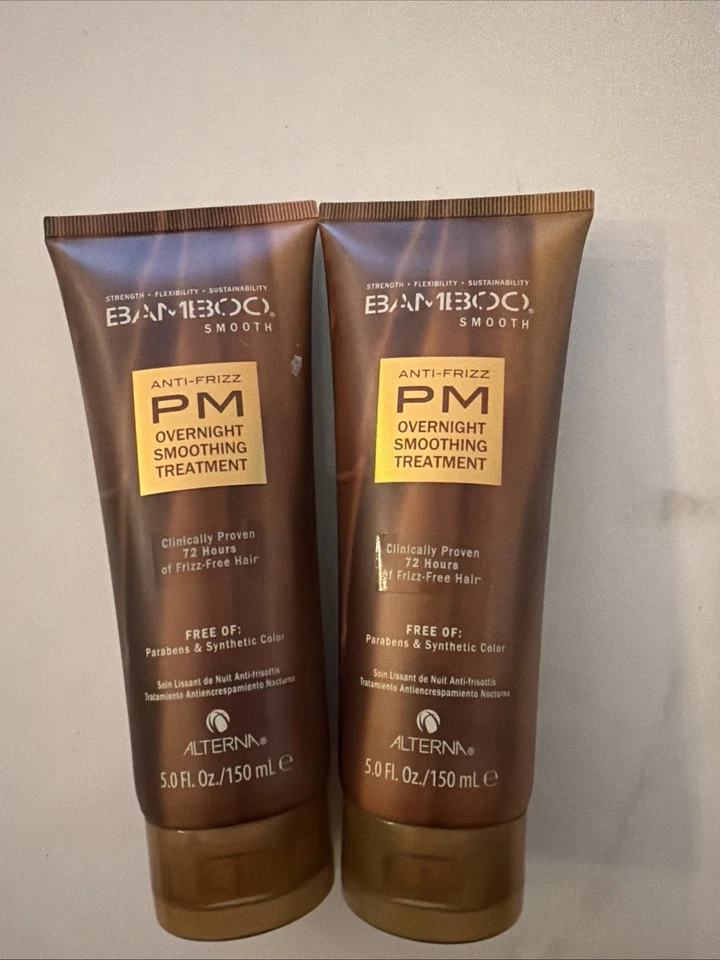 STRENGTH • FLEXIBILITY • SUSTAINABILITY
BAMBOO®
SMOOTH
ANTI-FRIZZ
PM
OVERNIGHT
SMOOTHING
TREATMENT
Clinically Proven
72 Hours
of Frizz-Free Hair
FREE OF:
Parabens & Synthetic Color
Soin Lissant de Nuit Anti-frisottis
Tratamiento Antiencrespamiento Nocturno
ALTERNA®
5.0 Fl. Oz./150 mL ℮
STRENGTH • FLEXIBILITY • SUSTAINABILITY
BAMBOO®
SMOOTH
ANTI-FRIZZ
PM
OVERNIGHT
SMOOTHING
TREATMENT
Clinically Proven
72 Hours
of Frizz-Free Hair
FREE OF:
Parabens & Synthetic Color
Soin Lissant de Nuit Anti-frisottis
Tratamiento Antiencrespamiento Nocturno
ALTERNA®
5.0 Fl. Oz./150 mL ℮